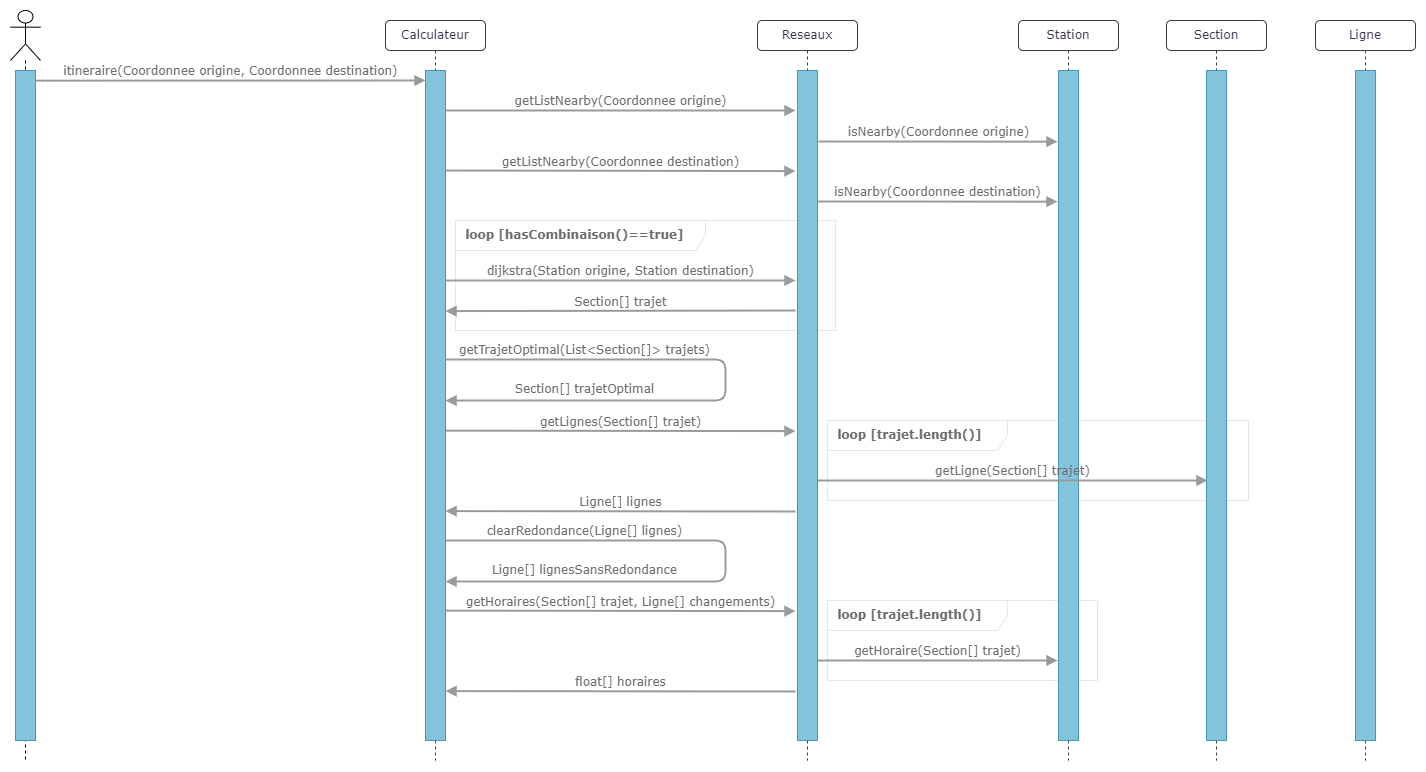 Calculateur
Reseaux
Station
Section
Ligne
itineraire(Coordonnee origine, Coordonnee destination)
getListNearby(Coordonnee origine)
isNearby(Coordonnee origine)
getListNearby(Coordonnee destination)
isNearby(Coordonnee destination)
loop [hasCombinaison()==true]
dijkstra(Station origine, Station destination)
Section[] trajet
getTrajetOptimal(List<Section[]> trajets)
Section[] trajetOptimal
getLignes(Section[] trajet)
loop [trajet.length()]
getLigne(Section[] trajet)
Ligne[] lignes
clearRedondance(Ligne[] lignes)
Ligne[] lignesSansRedondance
getHoraires(Section[] trajet, Ligne[] changements)
loop [trajet.length()]
getHoraire(Section[] trajet)
float[] horaires